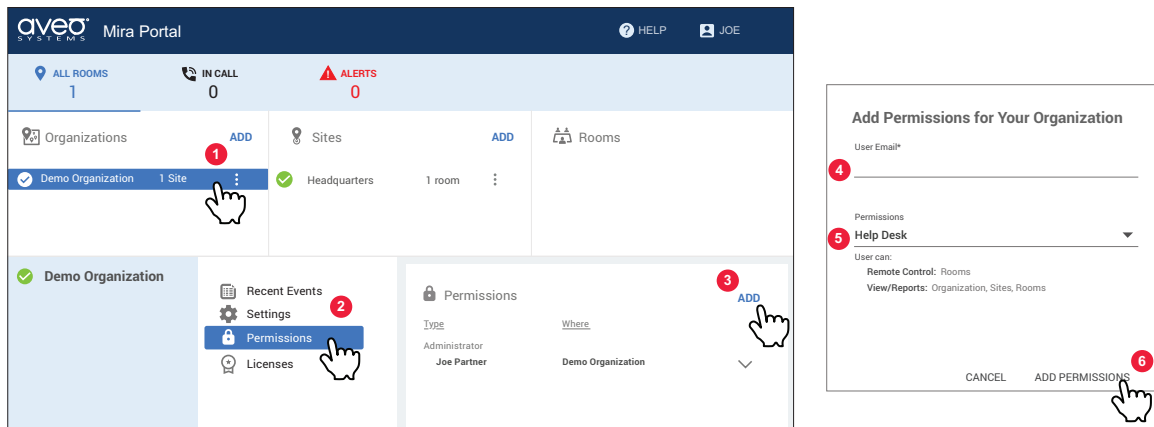 aveo
SYSTEMS
Mira Portal
? HELP
JOE
ALL ROOMS
1
IN CALL
0
ALERTS
0
Organizations
ADD
1
Demo Organization
1 Site
Sites
ADD
Headquarters
1 room
Rooms
Demo Organization
Recent Events
2
Settings
Permissions
Licenses
Permissions
3
ADD
Type
Where
Administrator
Joe Partner
Demo Organization
Add Permissions for Your Organization
User Email*
4
Permissions
5
Help Desk
User can:
Remote Control: Rooms
View/Reports: Organization, Sites, Rooms
6
CANCEL
ADD PERMISSIONS